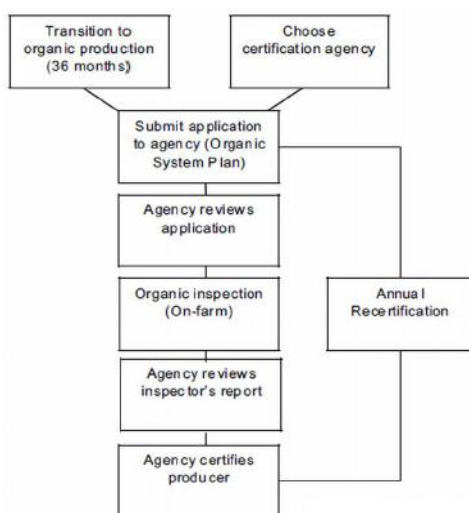 Transition to
organic production
(36 months)
Choose
certification agency
Submit application
to agency (Organic
System Plan)
Agency reviews
application
Organic inspection
(On-farm)
Annual
Recertification
Agency reviews
inspector's report
Agency certifies
producer